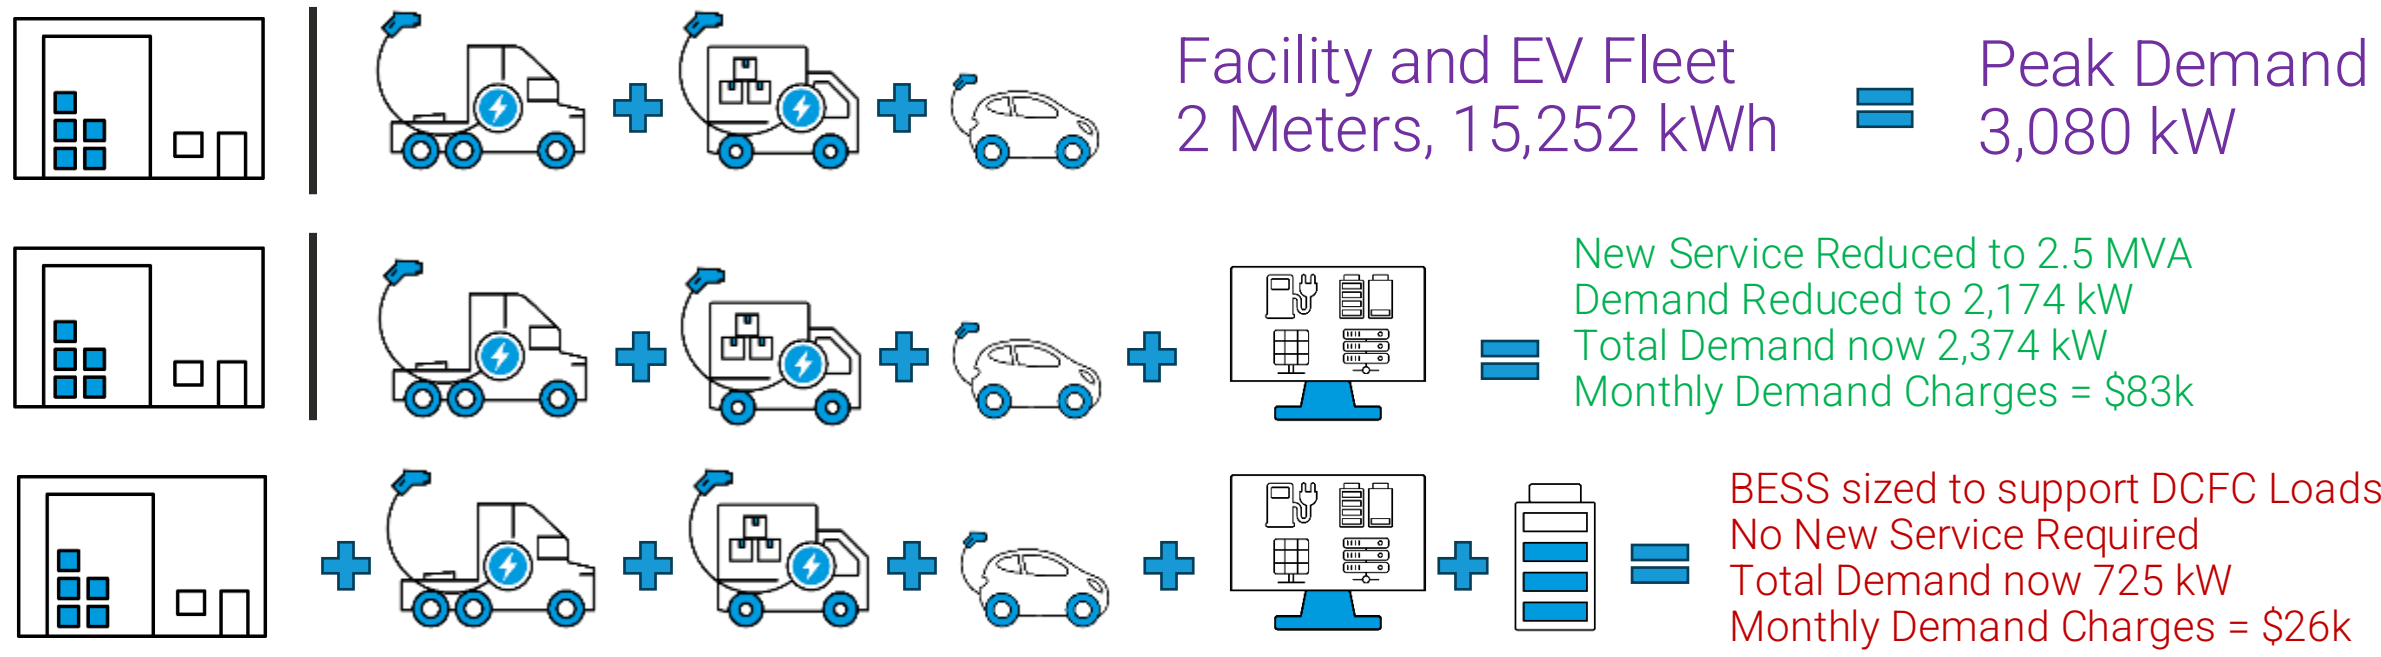 Facility and EV Fleet
2 Meters, 15,252 kWh
Peak Demand
3,080 kW
New Service Reduced to 2.5 MVA
Demand Reduced to 2,174 kW
Total Demand now 2,374 kW
Monthly Demand Charges = $83k
BESS sized to support DCFC Loads
No New Service Required
Total Demand now 725 kW
Monthly Demand Charges = $26k